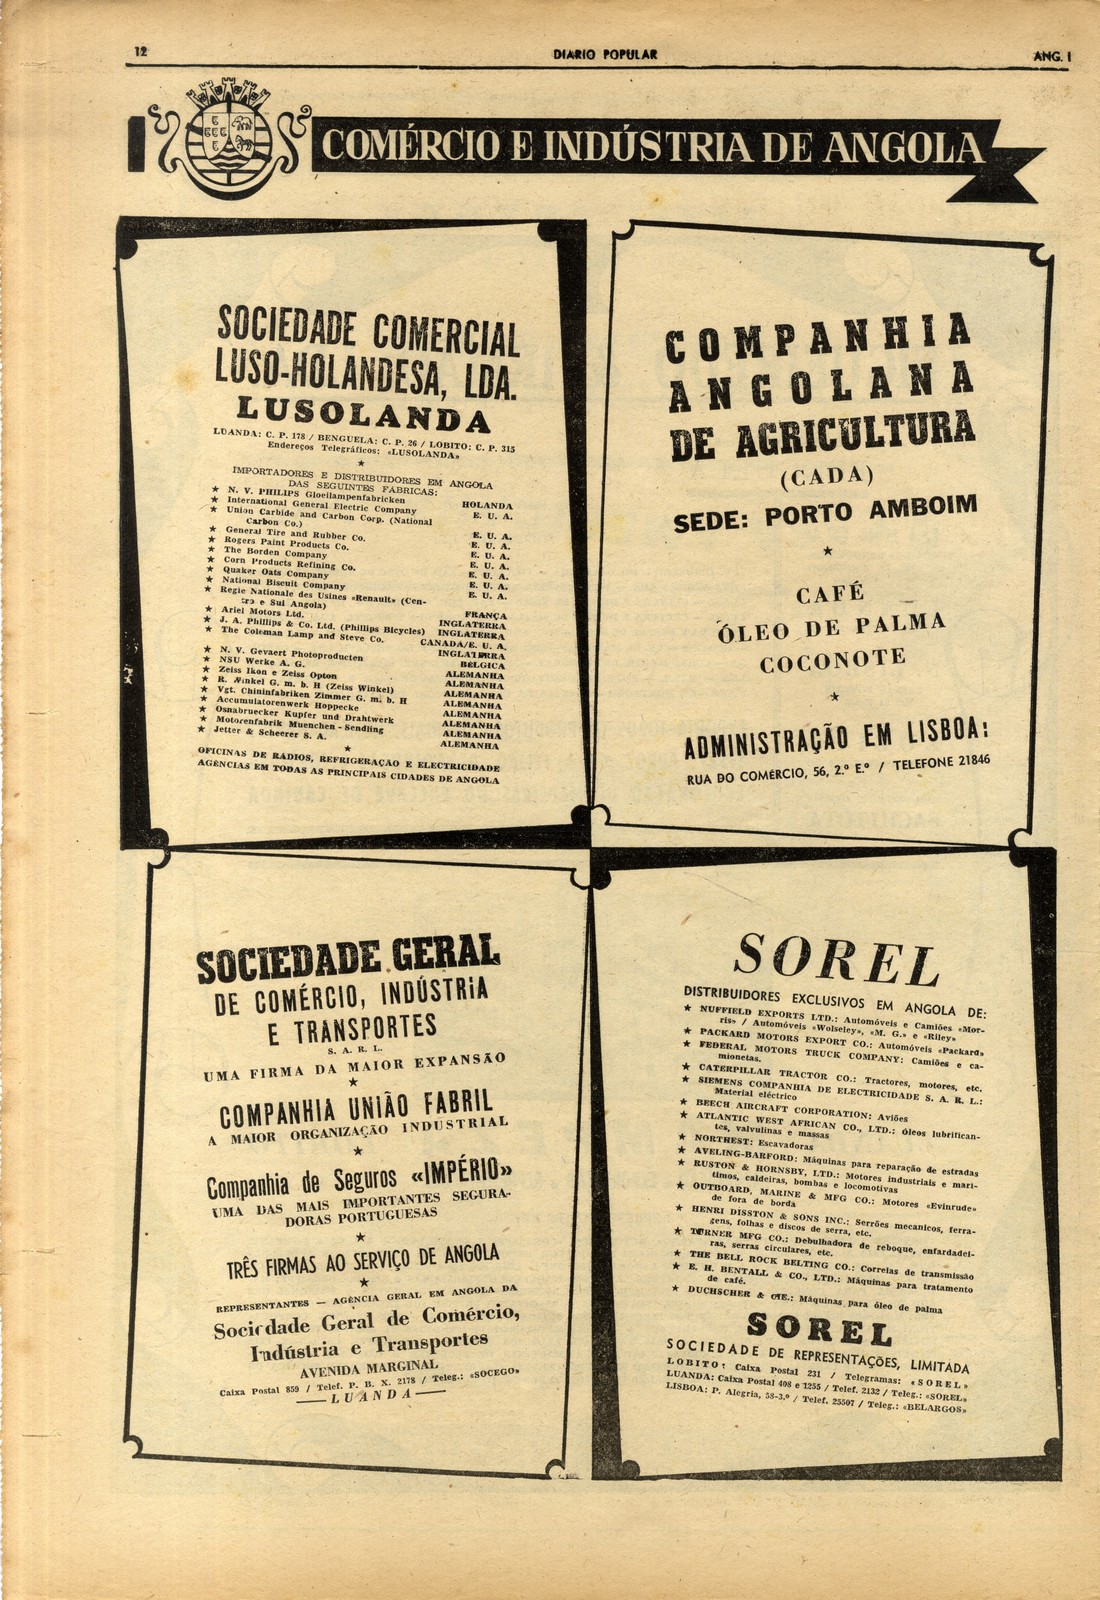 12
DIARIO POPULAR
ANG. I
COMÉRCIO E INDÚSTRIA DE ANGOLA
SOCIEDADE COMERCIAL
LUSO-HOLANDESA, LDA.
LUSOLANDA
LUANDA: C. P. 178 / BENGUELA: C. P. 26 / LOBITO: C. P. 315
Endereços Telegráficos: «LUSOLANDA»
★
IMPORTADORES E DISTRIBUIDORES EM ANGOLA
DAS SEGUINTES FÁBRICAS:
★ N. V. PHILIPS Gloeilampenfabricken HOLANDA
★ International General Electric Company E. U. A.
★ Union Carbide and Carbon Corp. (National
Carbon Co.) E. U. A.
★ General Tire and Rubber Co. E. U. A.
★ Rogers Paint Products Co. E. U. A.
★ The Borden Company E. U. A.
★ Corn Products Refining Co. E. U. A.
★ Quaker Oats Company E. U. A.
★ National Biscuit Company E. U. A.
★ Regie Nationale des Usines «Renault» (Cen-
tro e Sul Angola) FRANÇA
★ Ariel Motors Ltd. INGLATERRA
★ J. A. Phillips & Co. Ltd. (Phillips Bicycles) INGLATERRA
★ The Coleman Lamp and Steve Co. CANADA/E. U. A.
INGLATERRA
★ N. V. Gevaert Photoproducten BÉLGICA
★ NSU Werke A. G. ALEMANHA
★ Zeiss Ikon e Zeiss Opton ALEMANHA
★ R. Winkel G. m. b. H (Zeiss Winkel) ALEMANHA
★ Vgt. Chininfabriken Zimmer G. m. b. H ALEMANHA
★ Accumulatorenwerk Hoppecke ALEMANHA
★ Osnabruecker Kupfer und Drahtwerk ALEMANHA
★ Motorenfabrik Muenchen-Sendling ALEMANHA
★ Jetter & Scheerer S. A. ALEMANHA
★
OFICINAS DE RÁDIOS, REFRIGERAÇÃO E ELECTRICIDADE
AGÊNCIAS EM TODAS AS PRINCIPAIS CIDADES DE ANGOLA
COMPANHIA
ANGOLANA
DE AGRICULTURA
(CADA)
SEDE: PORTO AMBOIM
★
CAFÉ
ÓLEO DE PALMA
COCONOTE
★
ADMINISTRAÇÃO EM LISBOA:
RUA DO COMÉRCIO, 56, 2.º E.º / TELEFONE 21846
SOCIEDADE GERAL
DE COMÉRCIO, INDÚSTRIA
E TRANSPORTES
S. A. R. L.
UMA FIRMA DA MAIOR EXPANSÃO
★
COMPANHIA UNIÃO FABRIL
A MAIOR ORGANIZAÇÃO INDUSTRIAL
★
Companhia de Seguros «IMPÉRIO»
UMA DAS MAIS IMPORTANTES SEGURA-
DORAS PORTUGUESAS
★
TRÊS FIRMAS AO SERVIÇO DE ANGOLA
★
REPRESENTANTES — AGÊNCIA GERAL EM ANGOLA DA
Sociedade Geral de Comércio,
Indústria e Transportes
AVENIDA MARGINAL
Caixa Postal 859 / Telef. P. B. X. 2178 / Teleg.: «SOCEGO»
—LUANDA—
SOREL
DISTRIBUIDORES EXCLUSIVOS EM ANGOLA DE:
★ NUFFIELD EXPORTS LTD.: Automóveis e Camiões «Mor-
ris» / Automóveis «Wolseley», «M. G.» e «Riley»
★ PACKARD MOTORS EXPORT CO.: Automóveis «Packard»
★ FEDERAL MOTORS TRUCK COMPANY: Camiões e ca-
mionetas.
★ CATERPILLAR TRACTOR CO.: Tractores, motores, etc.
★ SIEMENS COMPANHIA DE ELECTRICIDADE S. A. R. L.:
Material eléctrico
★ BEECH AIRCRAFT CORPORATION: Aviões
★ ATLANTIC WEST AFRICAN CO., LTD.: Óleos lubrifican-
tes, valvulinas e massas
★ NORTHEST: Escavadoras
★ AVELING-BARFORD: Máquinas para reparação de estradas
★ RUSTON & HORNSBY, LTD.: Motores industriais e marí-
timos, caldeiras, bombas e locomotivas
★ OUTBOARD, MARINE & MFG CO.: Motores «Evinrude»
de fora de borda
★ HENRI DISSTON & SONS INC.: Serrões mecanicos, ferra-
gens, folhas e discos de serra, etc.
★ TURNER MFG CO.: Debulhadora de reboque, enfardadei-
ras, serras circulares, etc.
★ THE BELL ROCK BELTING CO.: Correias de transmissão
★ E. H. BENTALL & CO., LTD.: Máquinas para tratamento
de café.
★ DUCHSCHER & CIE.: Máquinas para óleo de palma
SOREL
SOCIEDADE DE REPRESENTAÇÕES, LIMITADA
LOBITO: Caixa Postal 231 / Telegramas: «SOREL»
LUANDA: Caixa Postal 408 e 1255 / Telef. 2132 / Teleg.: «SOREL»
LISBOA: P. Alegria, 58-3.º / Telef. 25507 / Teleg.: «BELARGOS»